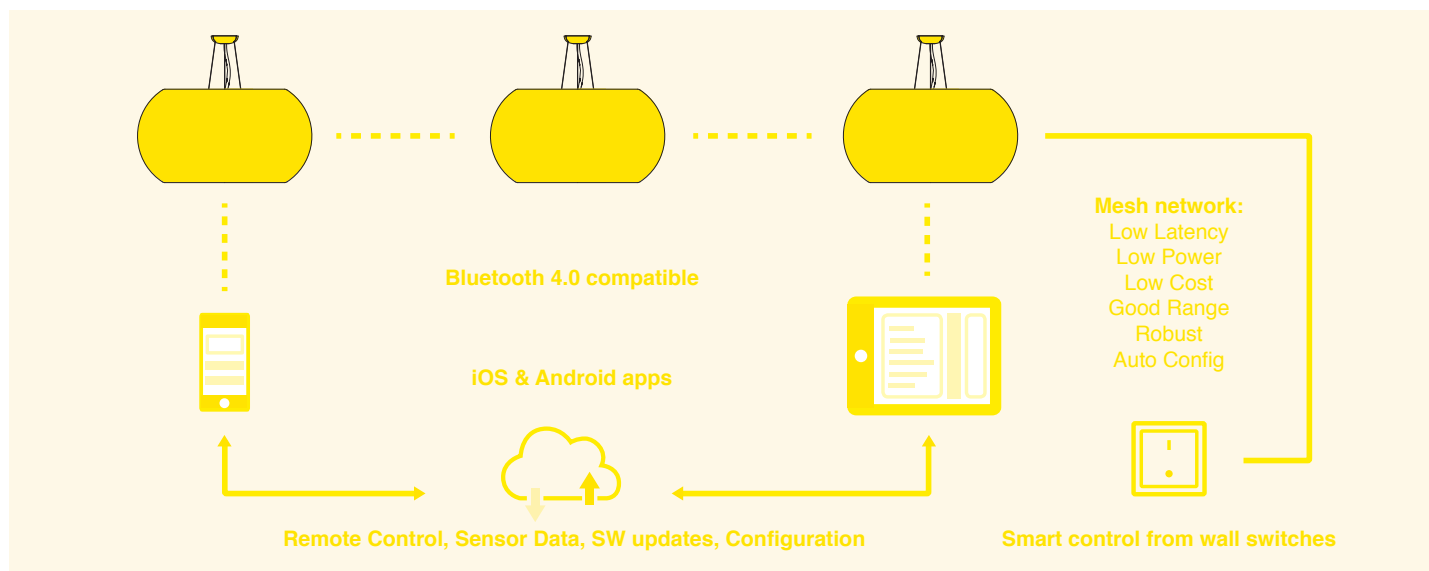 Mesh network:
Low Latency
Low Power
Low Cost
Good Range
Robust
Auto Config
Bluetooth 4.0 compatible
iOS & Android apps
Remote Control, Sensor Data, SW updates, Configuration
Smart control from wall switches